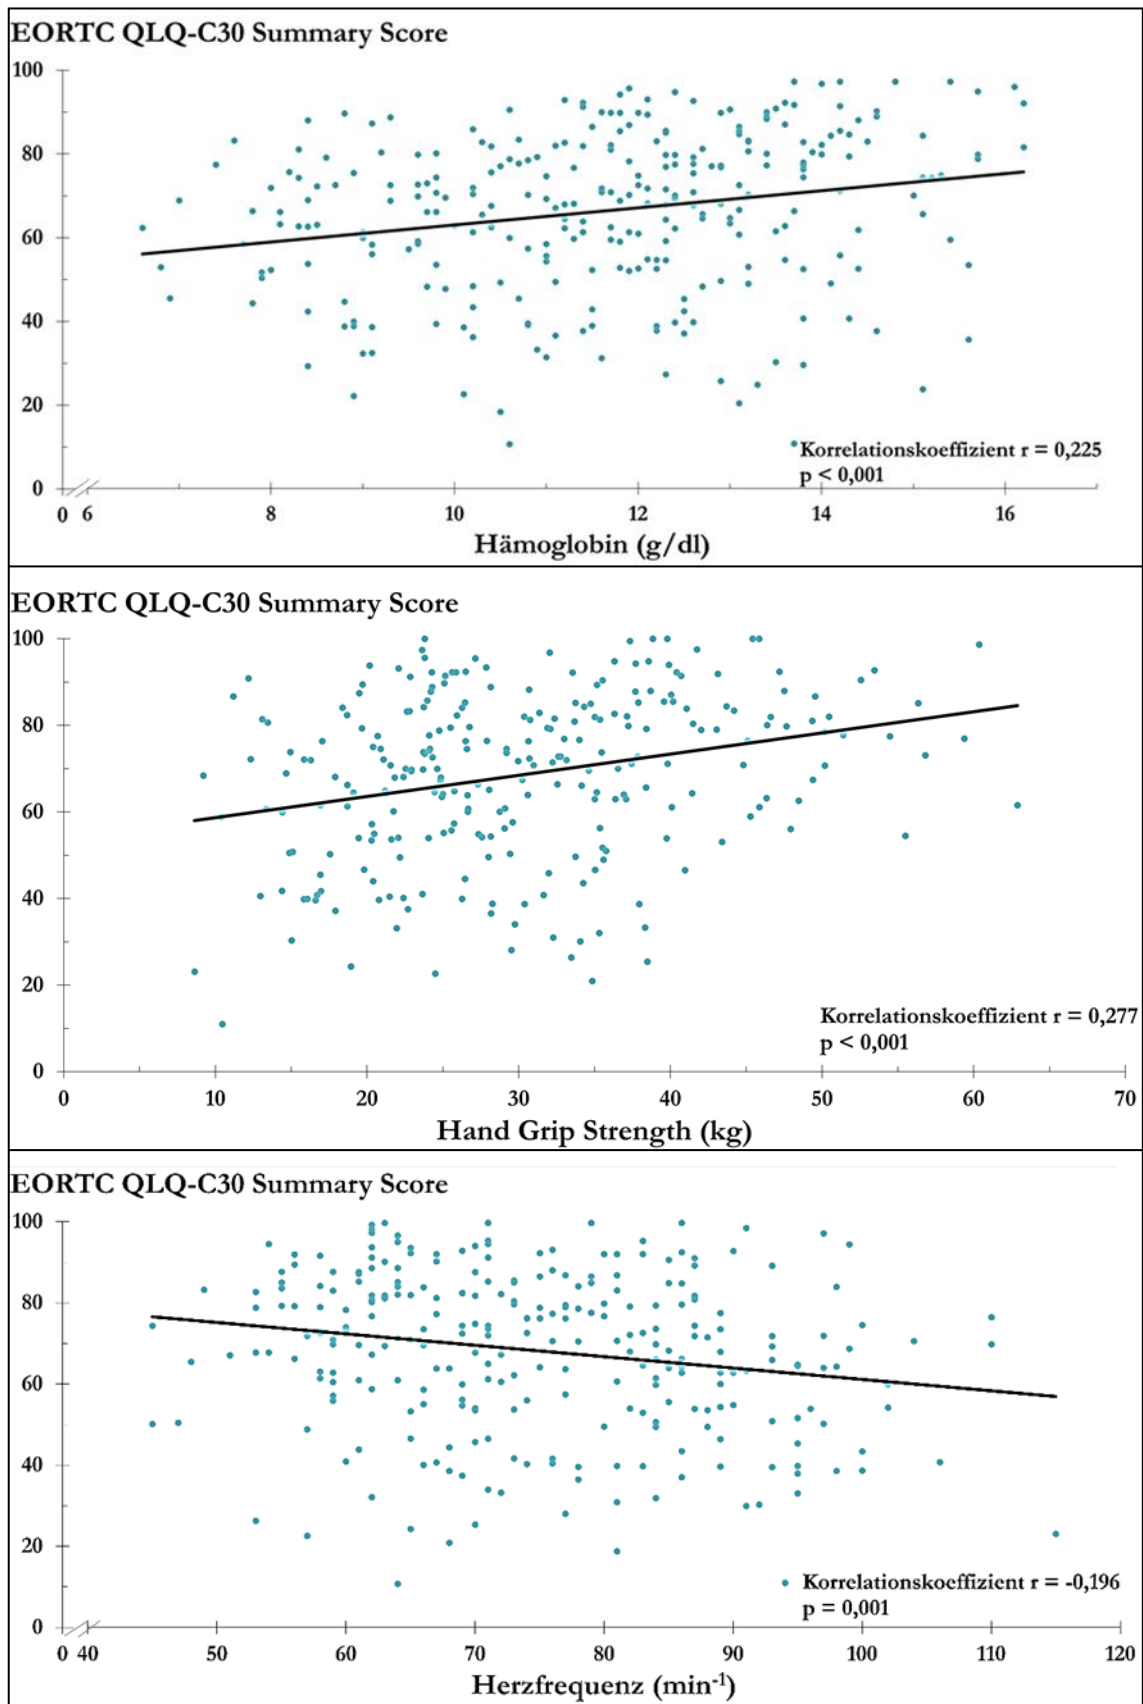 EORTC QLQ-C30 Summary Score
100
80
60
40
20
0
0 6 8 10 12 14 16
Korrelationskoeffizient r = 0,225
p < 0,001
Hämoglobin (g/dl)
EORTC QLQ-C30 Summary Score
100
80
60
40
20
0
Korrelationskoeffizient r = 0,277
p < 0,001
0 10 20 30 40 50 60 70
Hand Grip Strength (kg)
EORTC QLQ-C30 Summary Score
100
80
60
40
20
0
Korrelationskoeffizient r = -0,196
p = 0,001
0 40 50 60 70 80 90 100 110 120
Herzfrequenz (min⁻¹)